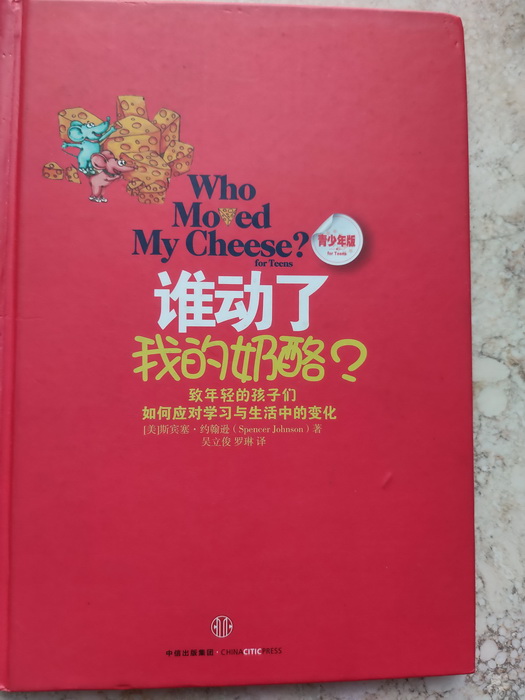 Who
Moved
My Cheese?
for Teens
青少年版
for Teens
谁动了
我的奶酪?
致年轻的孩子们
如何应对学习与生活中的变化
[美]斯宾塞·约翰逊(Spencer Johnson)著
吴立俊 罗琳 译
中信出版集团·CHINACITICPRESS